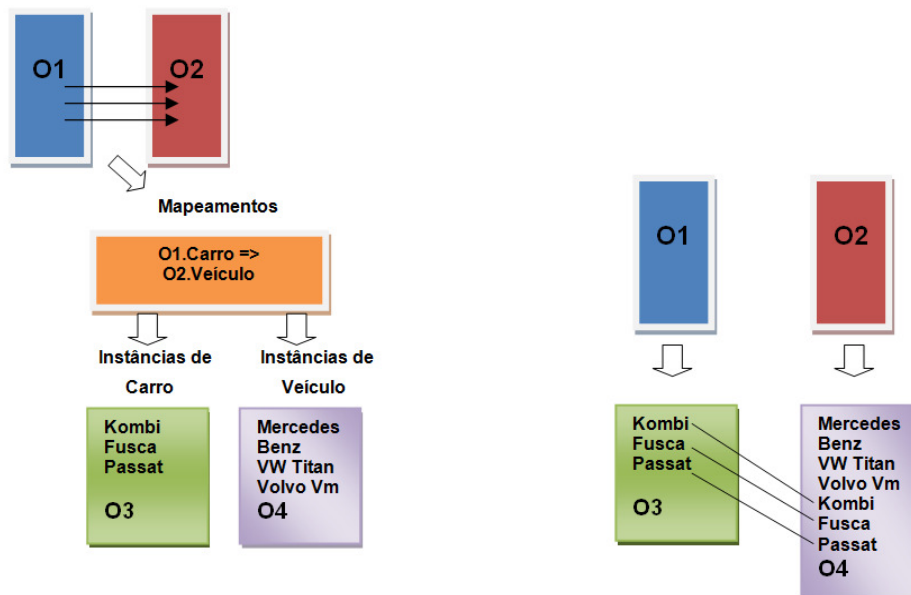 O1
O2
Mapeamentos
O1.Carro =>
O2.Veículo
Instâncias de
Carro
Instâncias de
Veículo
Kombi
Fusca
Passat
O3
Mercedes
Benz
VW Titan
Volvo Vm
O4
O1
O2
Kombi
Fusca
Passat
O3
Mercedes
Benz
VW Titan
Volvo Vm
Kombi
Fusca
Passat
O4